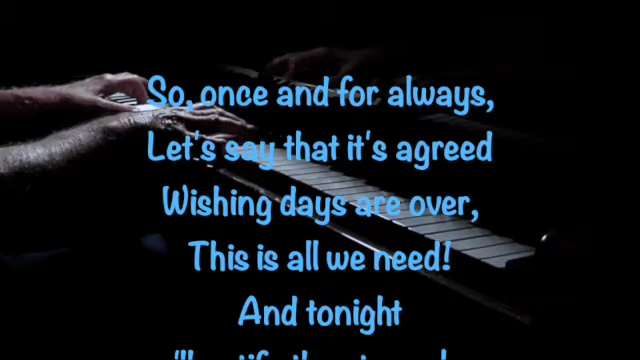 So, once and for always,
Let's say that it's agreed
Wishing days are over,
This is all we need!
And tonight